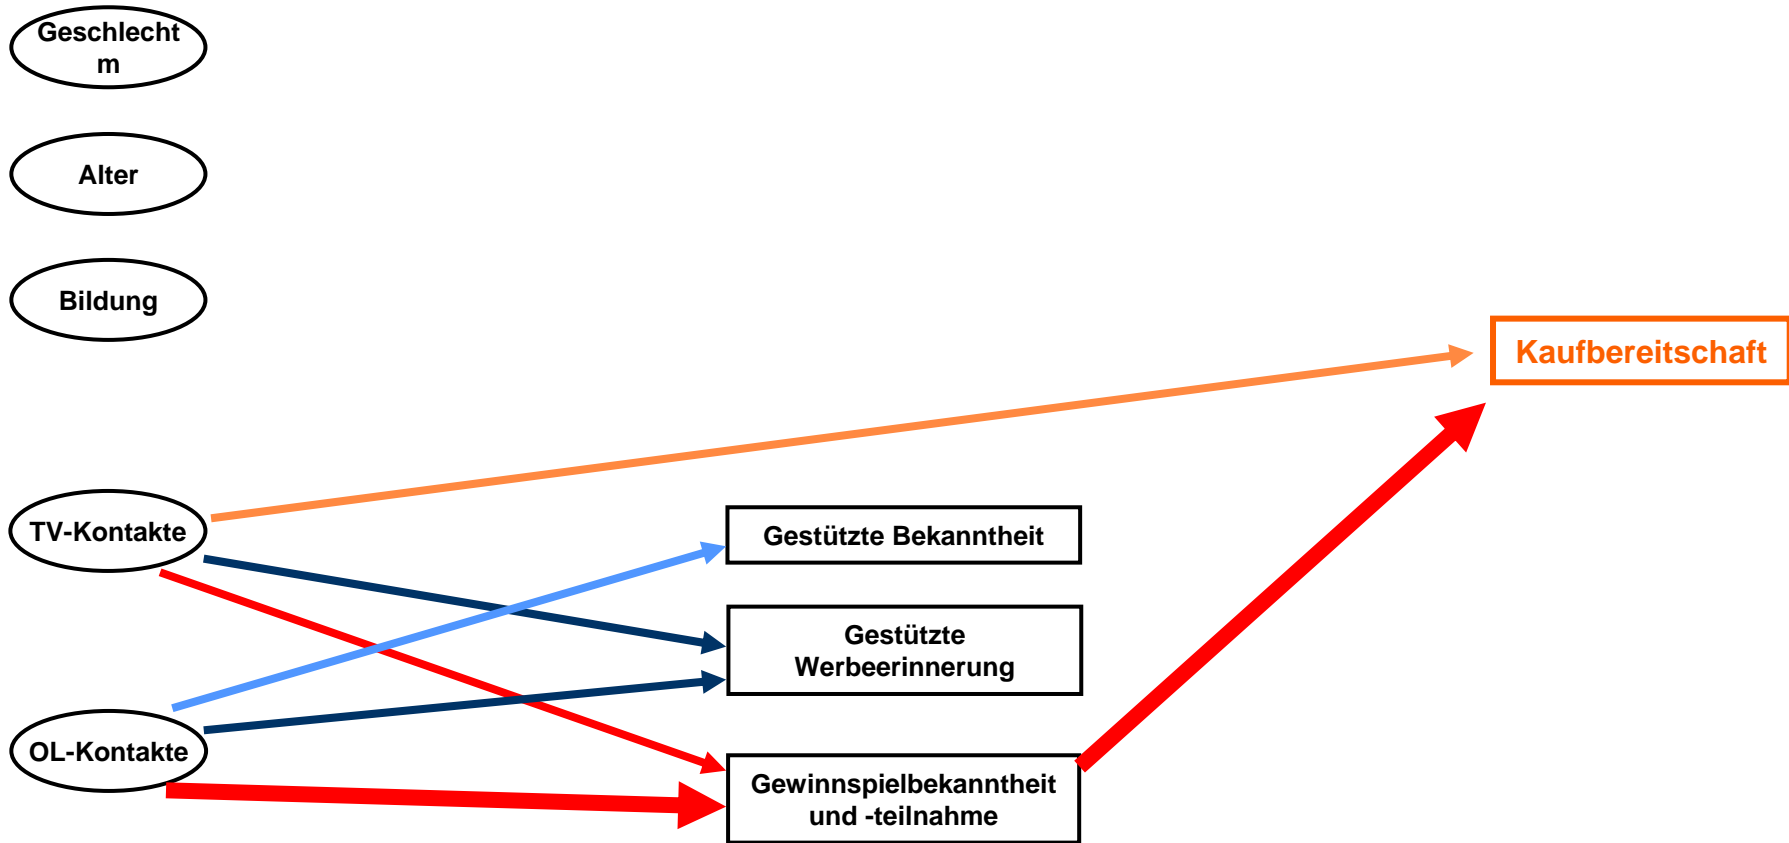 Geschlecht
m
Alter
Bildung
Kaufbereitschaft
TV-Kontakte
Gestützte Bekanntheit
Gestützte
Werbeerinnerung
OL-Kontakte
Gewinnspielbekanntheit
und -teilnahme